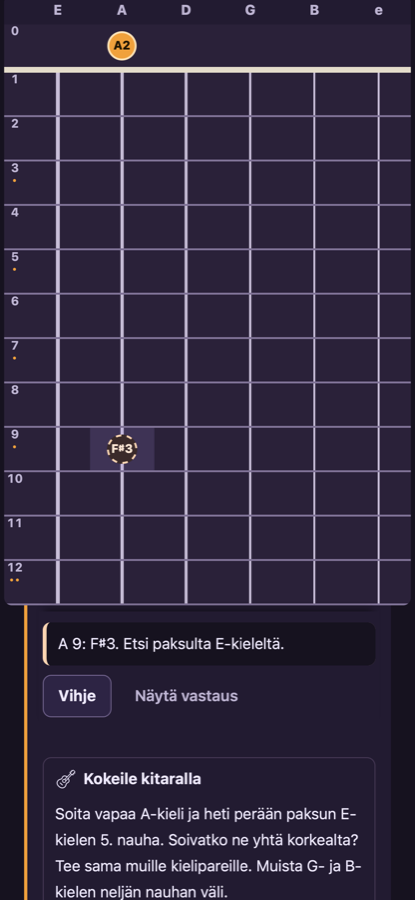 E A D G B e
0
A2
1
2
3
4
5
6
7
8
9
F#3
10
11
12
A 9: F#3. Etsi paksulta E-kieleltä.
Vihje Näytä vastaus
Kokeile kitaralla
Soita vapaa A-kieli ja heti perään paksun E-
kielen 5. nauha. Soivatko ne yhtä korkealta?
Tee sama muille kielipareille. Muista G- ja B-
kielen neljän nauhan väli.